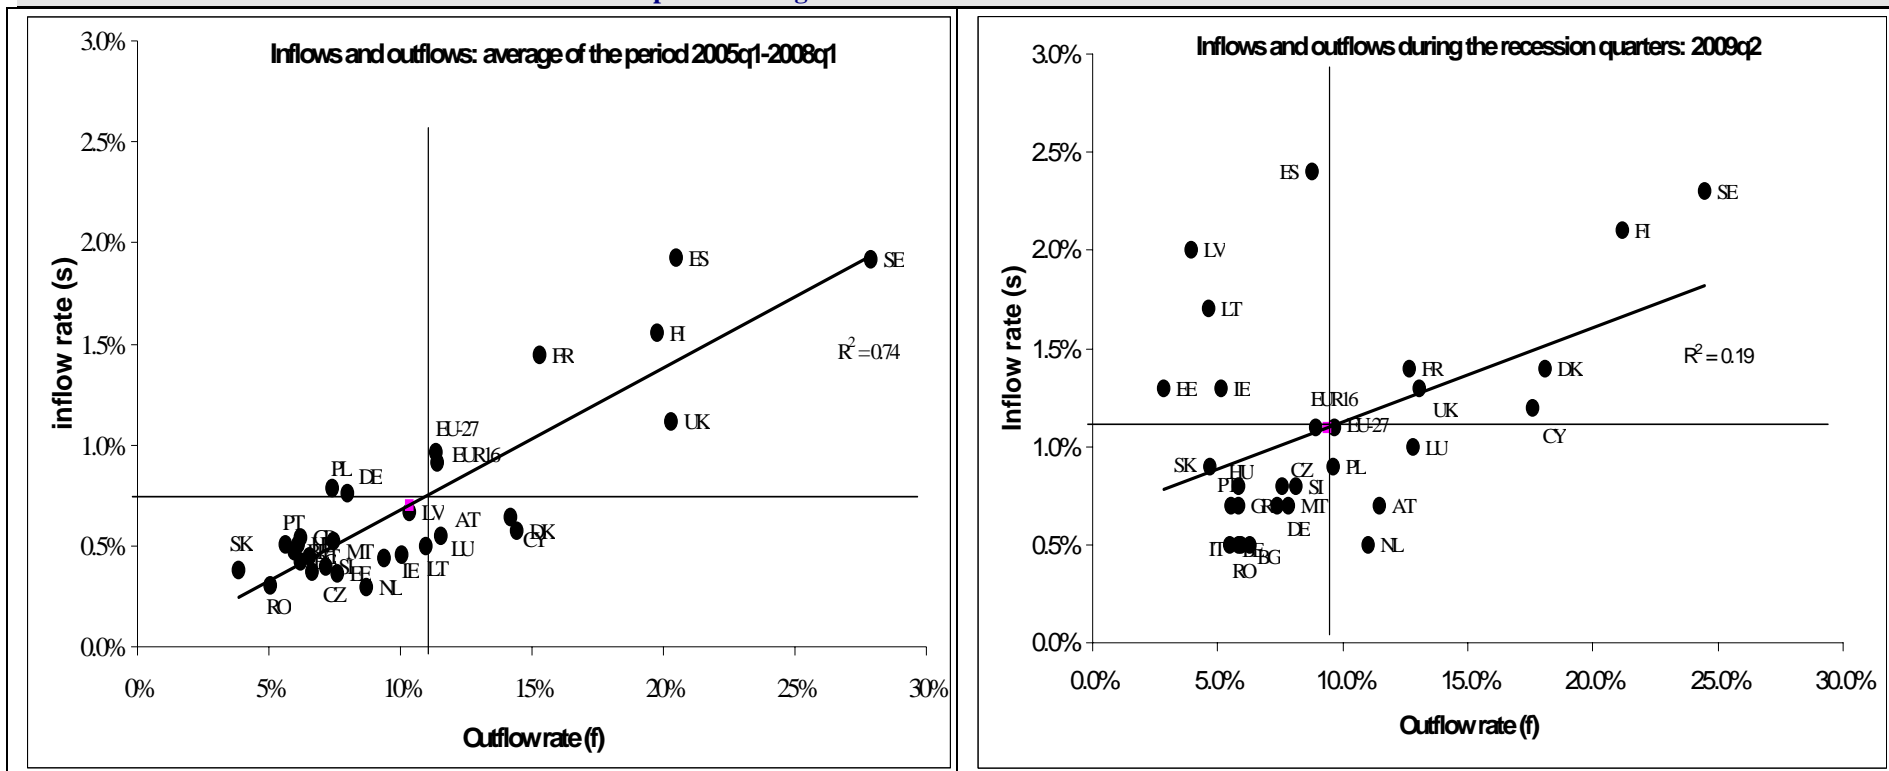 Inflows and outflows: average of the period 2005q1-2008q1
3.0%
2.5%
2.0%
1.5%
1.0%
0.5%
0.0%
inflow rate (s)
ES
SE
FI
FR
R2 = 0.74
UK
EU-27
EUR16
PL
DE
LV
AT
DK
CY
PT
SK
MT
LU
SI
EE
IE
LT
CZ
NL
RO
0%
5%
10%
15%
20%
25%
30%
Outflow rate (f)
Inflows and outflows during the recession quarters: 2009q2
3.0%
2.5%
2.0%
1.5%
1.0%
0.5%
0.0%
Inflow rate (s)
ES
SE
FI
LV
LT
R2 = 0.19
FR
DK
EE
IE
EUR16
UK
EU-27
CY
LU
SK
HU
CZ
PL
PT
SI
GR
MT
AT
DE
IT
BE
BG
NL
RO
0.0%
5.0%
10.0%
15.0%
20.0%
25.0%
30.0%
Outflow rate (f)